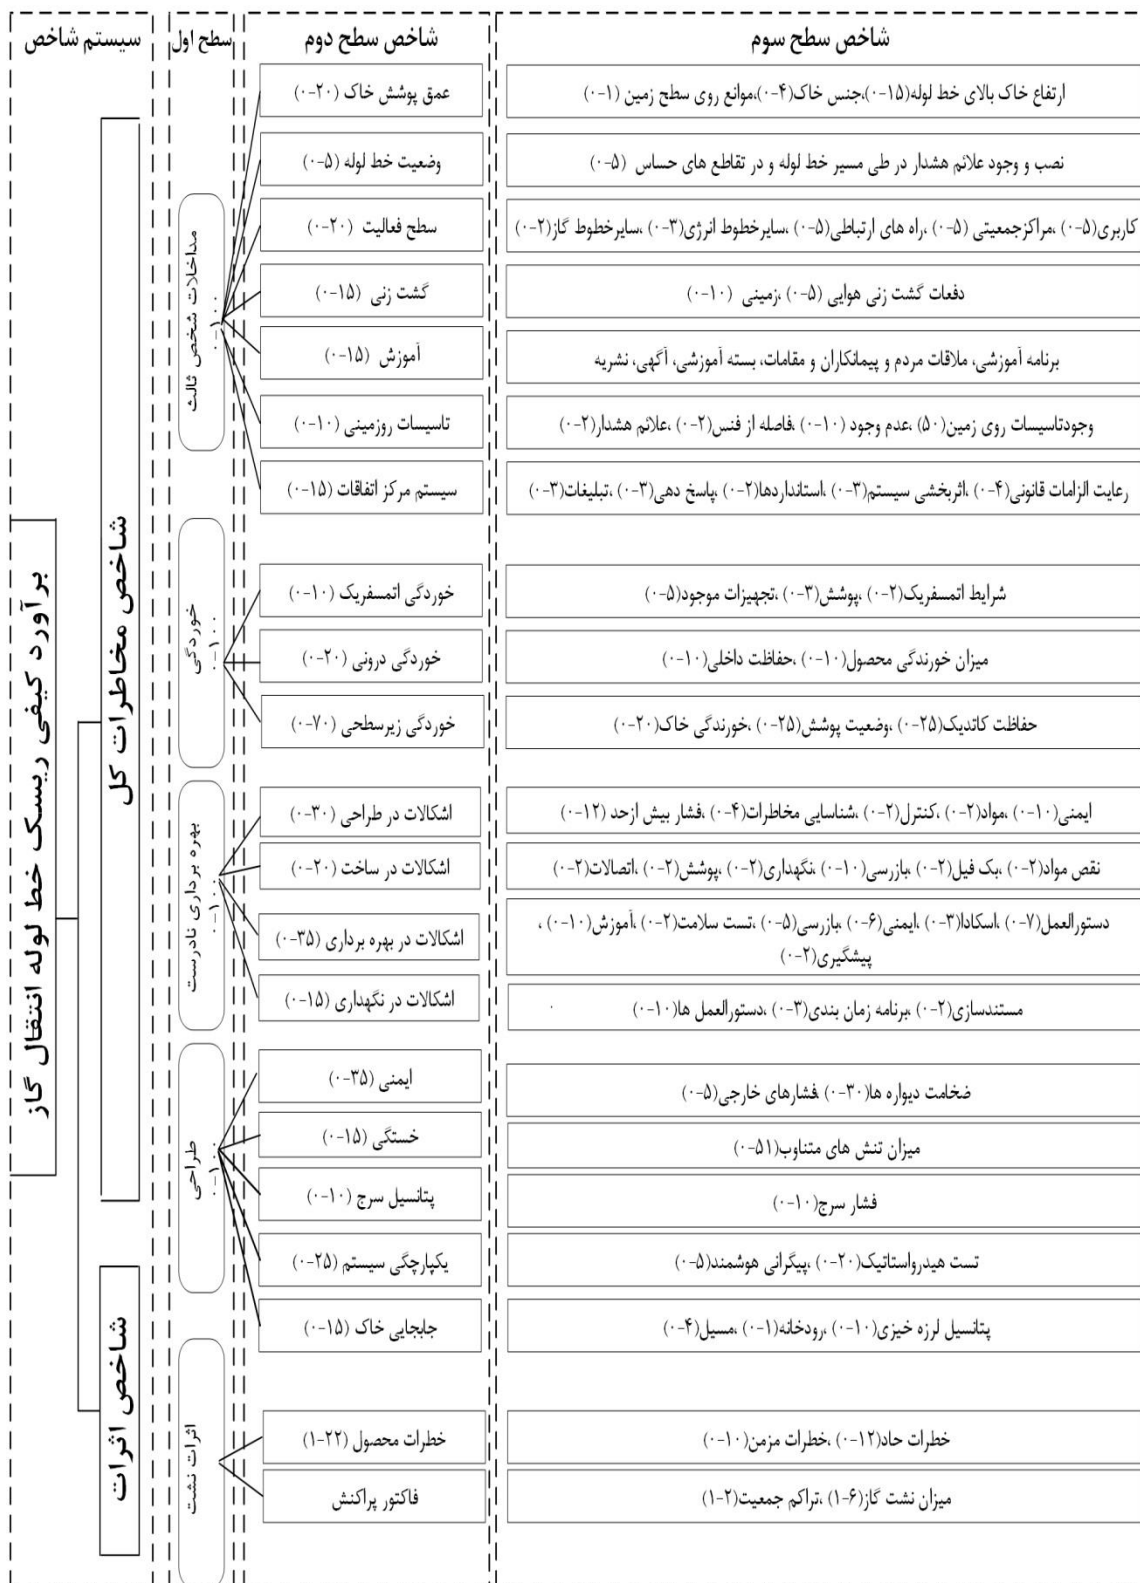 سیستم شاخص
سطح اول
شاخص سطح دوم
شاخص سطح سوم
برآورد کیفی ریسک خط لوله انتقال گاز
شاخص مخاطرات کل
مداخلات شخص ثالث
۰-۱۰۰
عمق پوشش خاک (۰-۲۰)
ارتفاع خاک بالای خط لوله(۰-۱۵)،جنس خاک(۰-۴)،موانع روی سطح زمین (۰-۱)
وضعیت خط لوله (۰-۵)
نصب و وجود علائم هشدار در طی مسیر خط لوله و در تقاطع های حساس (۰-۵)
سطح فعالیت (۰-۲۰)
کاربری(۰-۵) ،مراکزجمعیتی (۰-۵) ،راه های ارتباطی(۰-۵) ،سایرخطوط انرژی(۰-۳) ،سایرخطوط گاز(۰-۲)
گشت زنی (۰-۱۵)
دفعات گشت زنی هوایی (۰-۵) ،زمینی (۰-۱۰)
آموزش (۰-۱۵)
برنامه آموزشی، ملاقات مردم و پیمانکاران و مقامات، بسته آموزشی، آگهی، نشریه
تاسیسات روزمینی (۰-۱۰)
وجودتاسیسات روی زمین(۵۰) ،عدم وجود (۰-۱۰) ،فاصله از فنس(۰-۲) ،علائم هشدار(۰-۲)
سیستم مرکز اتفاقات (۰-۱۵)
رعایت الزامات قانونی(۰-۴) ،اثربخشی سیستم(۰-۳) ،استانداردها(۰-۲) ،پاسخ دهی(۰-۳) ،تبلیغات(۰-۳)
خوردگی
۰-۱۰۰
خوردگی اتمسفریک (۰-۱۰)
شرایط اتمسفریک(۰-۲) ،پوشش(۰-۳) ،تجهیزات موجود(۰-۵)
خوردگی درونی (۰-۲۰)
میزان خورندگی محصول(۰-۱۰) ،حفاظت داخلی(۰-۱۰)
خوردگی زیرسطحی (۰-۷۰)
حفاظت کاتدیک(۰-۲۵) ،وضعیت پوشش(۰-۲۵) ،خورندگی خاک(۰-۲۰)
بهره برداری نادرست
۰-۱۰۰
اشکالات در طراحی (۰-۳۰)
ایمنی(۰-۱۰) ،مواد(۰-۲) ،کنترل(۰-۲) ،شناسایی مخاطرات(۰-۴) ،فشار بیش ازحد (۰-۱۲)
اشکالات در ساخت (۰-۲۰)
نقص مواد(۰-۲) ،بک فیل(۰-۲) ،بازرسی(۰-۱۰) ،نگهداری(۰-۲) ،پوشش(۰-۲) ،اتصالات(۰-۲)
اشکالات در بهره برداری (۰-۳۵)
دستورالعمل(۰-۷) ،اسکادا(۰-۳) ،ایمنی(۰-۶) ،بازرسی(۰-۵) ،تست سلامت(۰-۲) ،آموزش(۰-۱۰) ،
پیشگیری(۰-۲)
اشکالات در نگهداری (۰-۱۵)
مستندسازی(۰-۲) ،برنامه زمان بندی(۰-۳) ،دستورالعمل ها(۰-۱۰)
طراحی
۰-۱۰۰
ایمنی (۰-۳۵)
ضخامت دیواره ها(۰-۳۰) ،فشارهای خارجی(۰-۵)
خستگی (۰-۱۵)
میزان تنش های متناوب(۰-۵۱)
پتانسیل سرج (۰-۱۰)
فشار سرج(۰-۱۰)
یکپارچگی سیستم (۰-۲۵)
تست هیدرواستاتیک(۰-۲۰) ،پیگرانی هوشمند(۰-۵)
جابجایی خاک (۰-۱۵)
پتانسیل لرزه خیزی(۰-۱۰) ،رودخانه(۰-۱) ،مسیل(۰-۴)
شاخص اثرات
اثرات نشت
خطرات محصول (۱-۲۲)
خطرات حاد(۰-۱۲) ،خطرات مزمن(۰-۱۰)
فاکتور پراکنش
میزان نشت گاز(۱-۶) ،تراکم جمعیت(۱-۲)